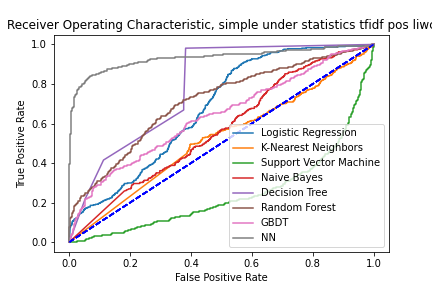 Receiver Operating Characteristic, simple under statistics tfidf pos liwc
True Positive Rate
1.0
0.8
0.6
0.4
0.2
0.0
Logistic Regression
K-Nearest Neighbors
Support Vector Machine
Naive Bayes
Decision Tree
Random Forest
GBDT
NN
0.0 0.2 0.4 0.6 0.8 1.0
False Positive Rate